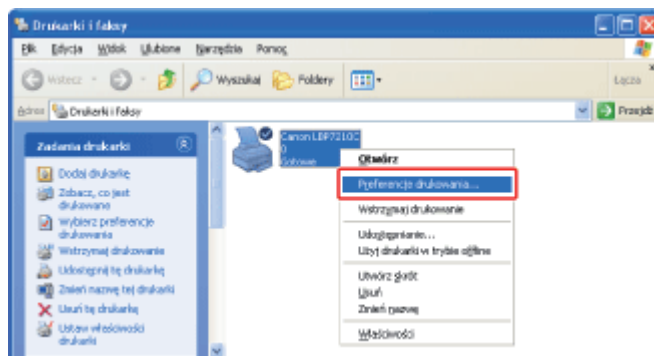 Drukarki i faksy
Plik Edycja Widok Ulubione Narzędzia Pomoc
Wstecz Wyszukaj Foldery Łącza
Adres Drukarki i faksy Przejdź
Zadania drukarki
Dodaj drukarkę
Zobacz, co jest drukowane
Wybierz preferencje drukowania
Wstrzymaj drukowanie
Udostępnij tę drukarkę
Zmień nazwę tej drukarki
Usuń tę drukarkę
Ustaw właściwości drukarki
Canon LBP7210C
0
Gotowe
Otwórz
Preferencje drukowania...
Wstrzymaj drukowanie
Udostępnianie...
Użyj drukarki w trybie offline
Utwórz skrót
Usuń
Zmień nazwę
Właściwości